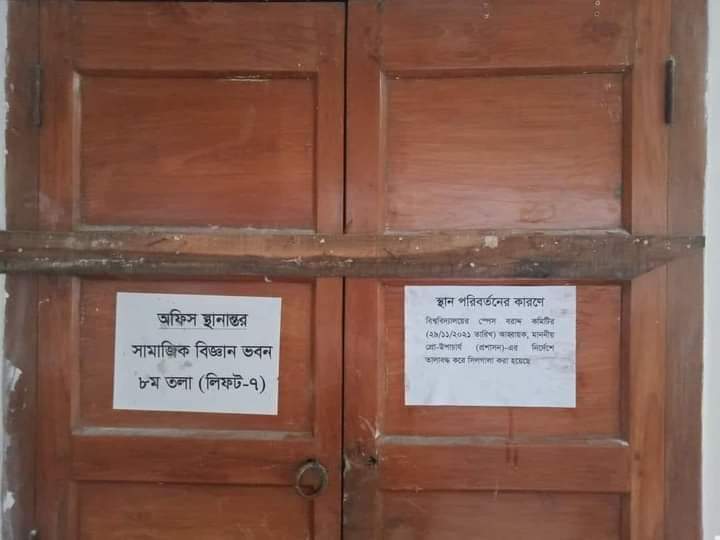 অফিস স্থানান্তর
সামাজিক বিজ্ঞান ভবন
৮ম তলা (লিফট-৭)
স্থান পরিবর্তনের কারণে
বিশ্ববিদ্যালয়ের স্পেস বরাদ্দ কমিটির
(২৯/১১/২০২১ তারিখ) আহ্বায়ক, মাননীয়
প্রো-উপাচার্য (প্রশাসন)-এর নির্দেশে
তালাবদ্ধ করে সিলগালা করা হয়েছে